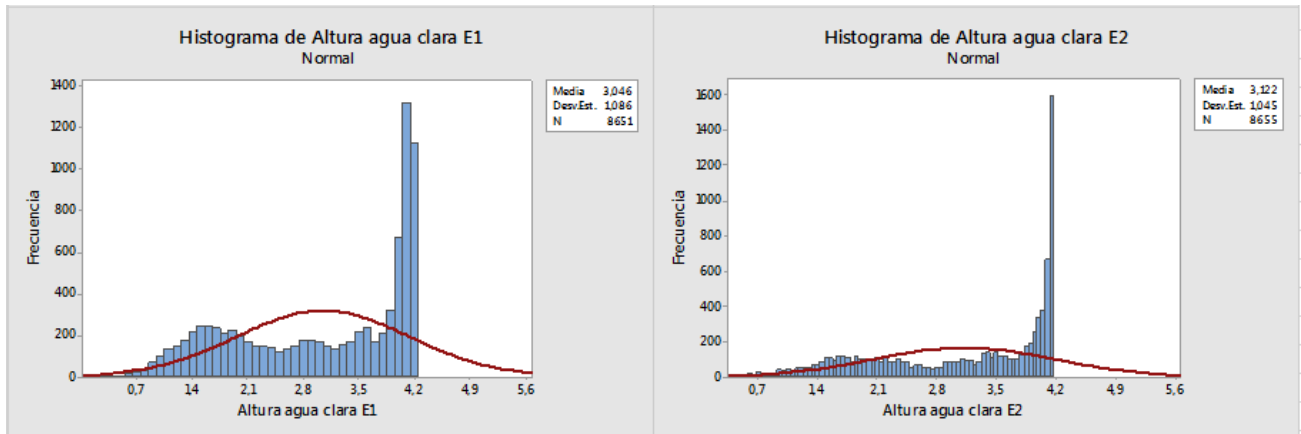 Histograma de Altura agua clara E1
Normal
Media 3,046
Desv.Est. 1,086
N 8651
Frecuencia
1400
1200
1000
800
600
400
200
0
0,7 1,4 2,1 2,8 3,5 4,2 4,9 5,6
Altura agua clara E1
Histograma de Altura agua clara E2
Normal
Media 3,122
Desv.Est. 1,045
N 8655
Frecuencia
1600
1400
1200
1000
800
600
400
200
0
0,7 1,4 2,1 2,8 3,5 4,2 4,9 5,6
Altura agua clara E2